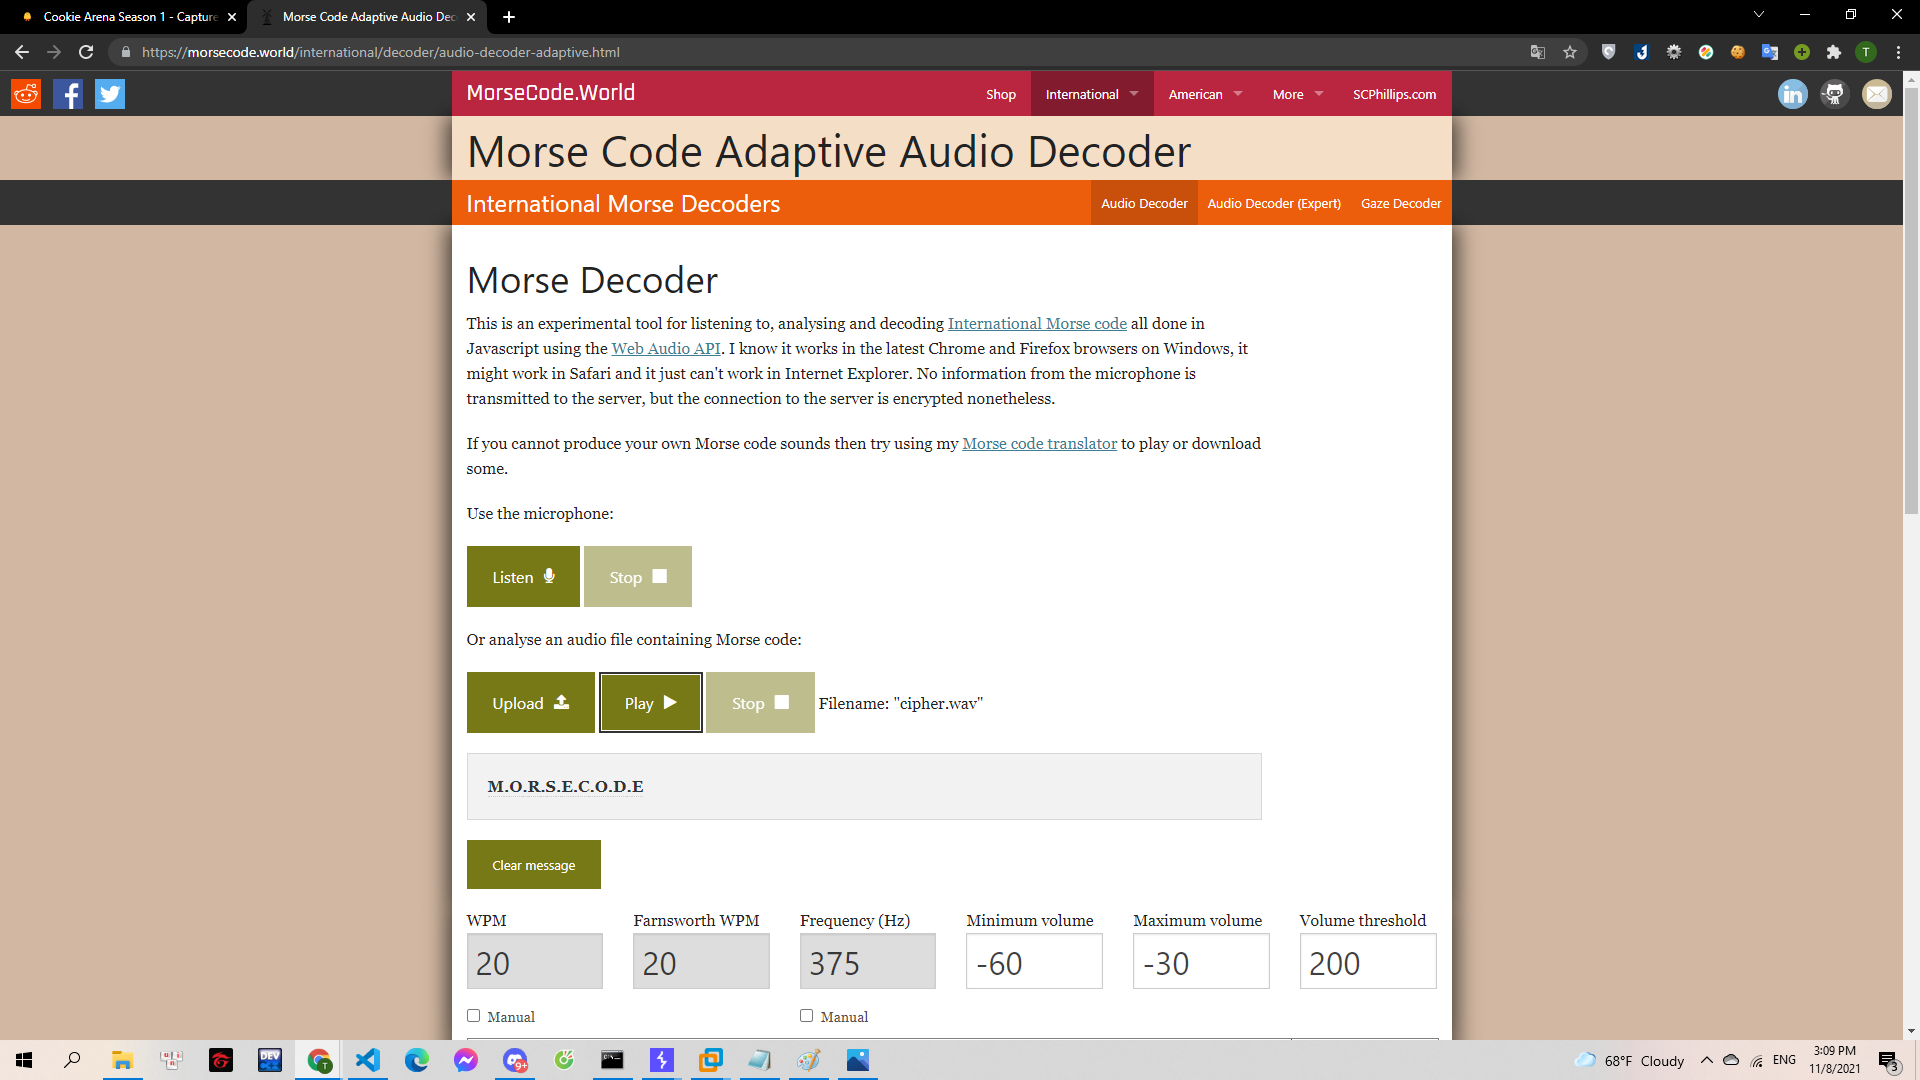 Cookie Arena Season 1 - Capture
Morse Code Adaptive Audio Dec
https://morsecode.world/international/decoder/audio-decoder-adaptive.html
T
MorseCode.World
Shop International American More SCPhillips.com
Morse Code Adaptive Audio Decoder
International Morse Decoders
Audio Decoder Audio Decoder (Expert) Gaze Decoder
Morse Decoder
This is an experimental tool for listening to, analysing and decoding International Morse code all done in
Javascript using the Web Audio API. I know it works in the latest Chrome and Firefox browsers on Windows, it
might work in Safari and it just can't work in Internet Explorer. No information from the microphone is
transmitted to the server, but the connection to the server is encrypted nonetheless.
If you cannot produce your own Morse code sounds then try using my Morse code translator to play or download
some.
Use the microphone:
Listen Stop
Or analyse an audio file containing Morse code:
Upload Play Stop Filename: "cipher.wav"
M.O.R.S.E.C.O.D.E
Clear message
WPM Farnsworth WPM Frequency (Hz) Minimum volume Maximum volume Volume threshold
20 20 375 -60 -30 200
Manual Manual
DEV
9+
68°F Cloudy
ENG
3:09 PM
11/8/2021
3